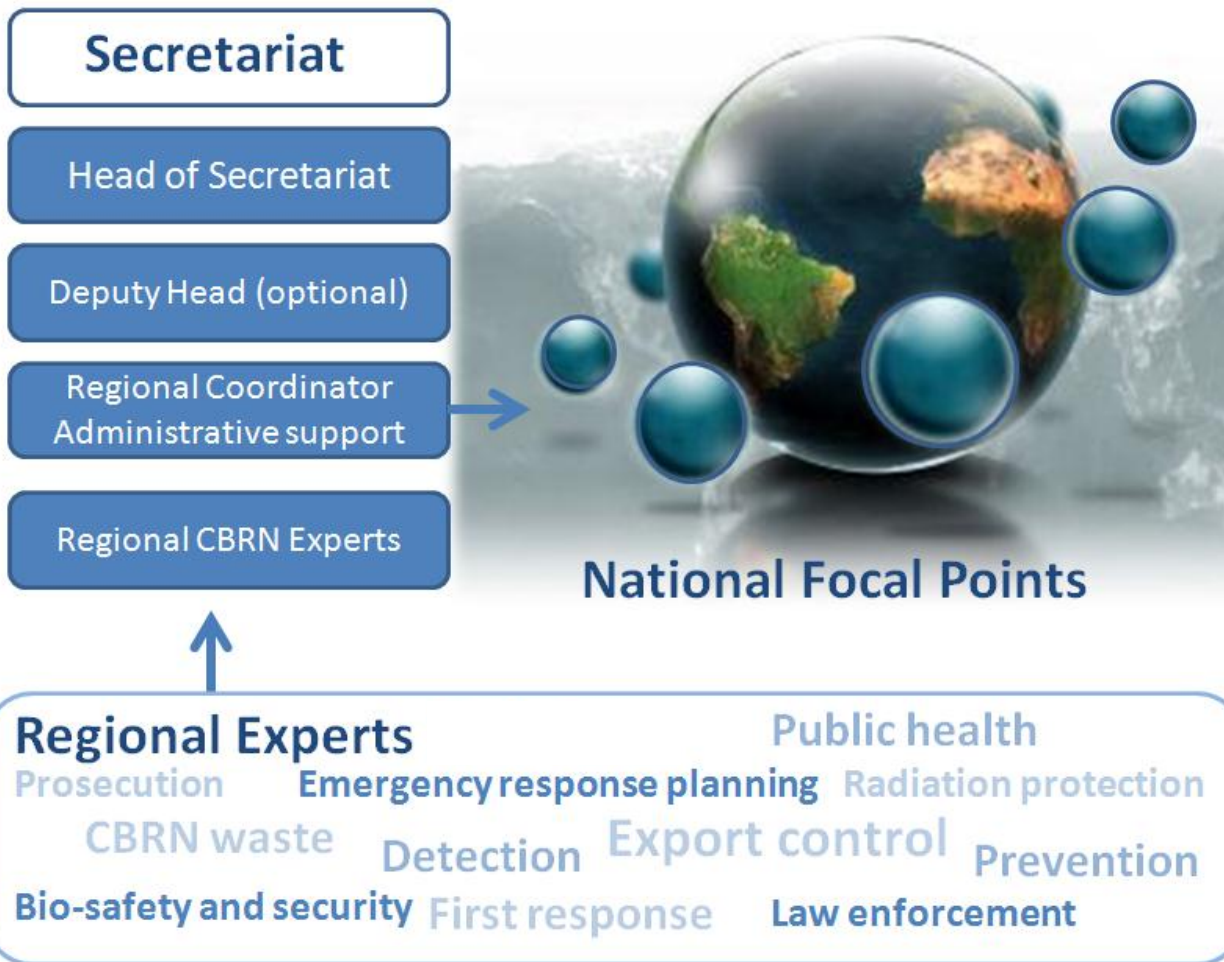 Secretariat
Head of Secretariat
Deputy Head (optional)
Regional Coordinator
Administrative support
Regional CBRN Experts
National Focal Points
Regional Experts
Public health
Prosecution
Emergency response planning
Radiation protection
CBRN waste
Detection
Export control
Prevention
Bio-safety and security
First response
Law enforcement